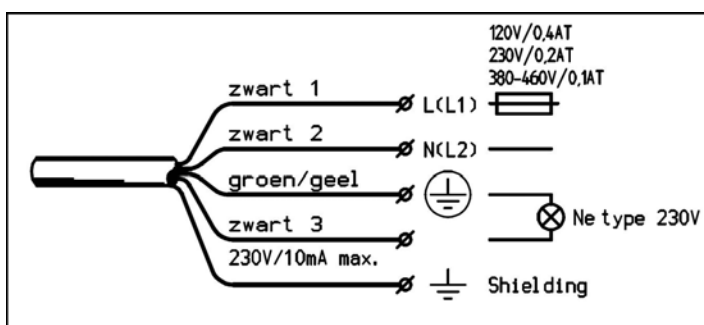 120V/0,4AT
230V/0,2AT
380-460V/0,1AT
zwart 1
L(L1)
zwart 2
N(L2)
groen/geel
zwart 3
Ne type 230V
230V/10mA max.
Shielding